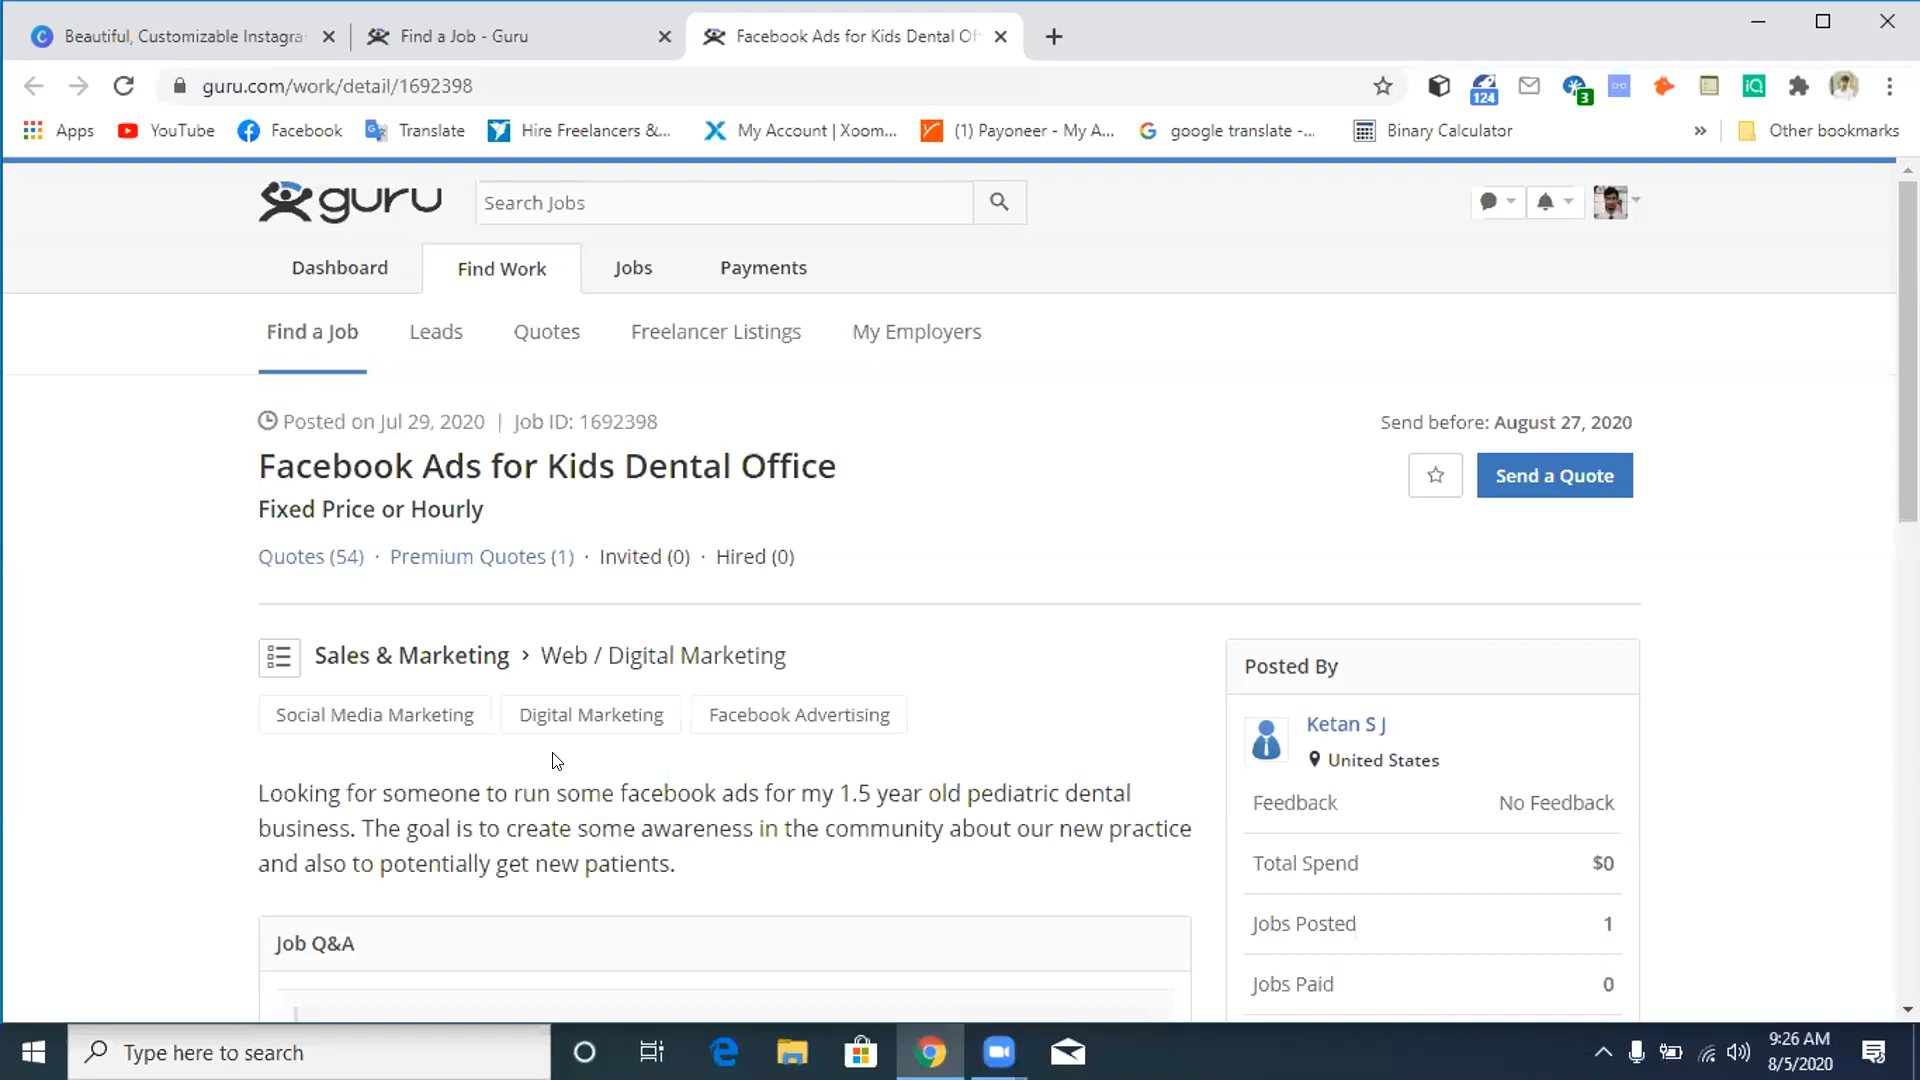 Beautiful, Customizable Instagra
Find a Job - Guru
Facebook Ads for Kids Dental Of
guru.com/work/detail/1692398
124
3
iQ
Apps
YouTube
Facebook
Translate
Hire Freelancers &...
My Account | Xoom...
(1) Payoneer - My A...
google translate -...
Binary Calculator
»
Other bookmarks
guru
Search Jobs
Dashboard
Find Work
Jobs
Payments
Find a Job
Leads
Quotes
Freelancer Listings
My Employers
Posted on Jul 29, 2020 | Job ID: 1692398
Send before: August 27, 2020
Facebook Ads for Kids Dental Office
Send a Quote
Fixed Price or Hourly
Quotes (54) · Premium Quotes (1) · Invited (0) · Hired (0)
Sales & Marketing › Web / Digital Marketing
Social Media Marketing
Digital Marketing
Facebook Advertising
Looking for someone to run some facebook ads for my 1.5 year old pediatric dental
business. The goal is to create some awareness in the community about our new practice
and also to potentially get new patients.
Job Q&A
Posted By
Ketan S J
United States
Feedback No Feedback
Total Spend $0
Jobs Posted 1
Jobs Paid 0
Type here to search
9:26 AM
8/5/2020